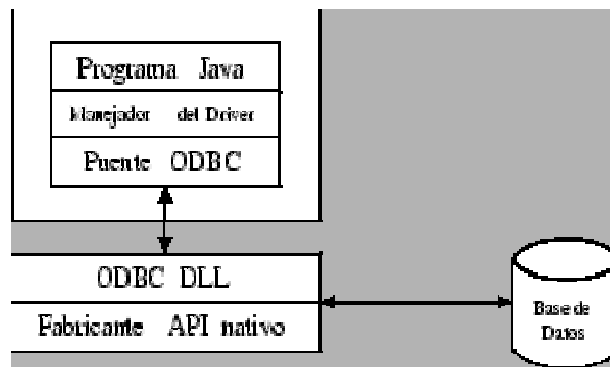 Programa Java
Manejador del Driver
Puente ODBC
ODBC DLL
Fabricante API nativo
Base de
Datos